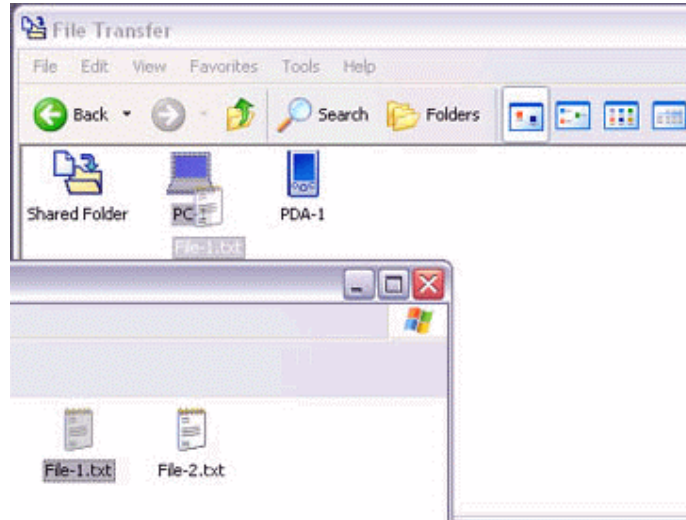 File Transfer
File Edit View Favorites Tools Help
Back Search Folders
Shared Folder PC-1 PDA-1
File-1.txt
File-1.txt File-2.txt